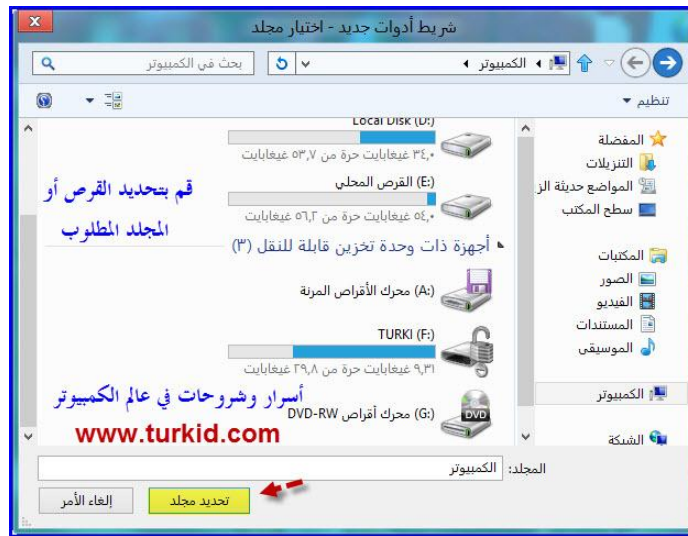 شريط أدوات جديد - اختيار مجلد
x
الكمبيوتر
بحث في الكمبيوتر
تنظيم
المفضلة
التنزيلات
المواضع حديثة الز
سطح المكتب
المكتبات
الصور
الفيديو
المستندات
الموسيقى
الكمبيوتر
الشبكة
Local Disk (D:)
٣٤,٠ غيغابايت حرة من ٥٣,٧ غيغابايت
القرص المحلي (E:)
٥٤,٠ غيغابايت حرة من ٥٦,٢ غيغابايت
أجهزة ذات وحدة تخزين قابلة للنقل (٣)
محرك الأقراص المرنة (A:)
TURKI (F:)
٩,٣١ غيغابايت حرة من ٢٩,٨ غيغابايت
محرك أقراص DVD-RW (G:)
DVD
قم بتحديد القرص أو
المجلد المطلوب
أسرار وشروحات في عالم الكمبيوتر
www.turkid.com
المجلد: الكمبيوتر
تحديد مجلد
إلغاء الأمر